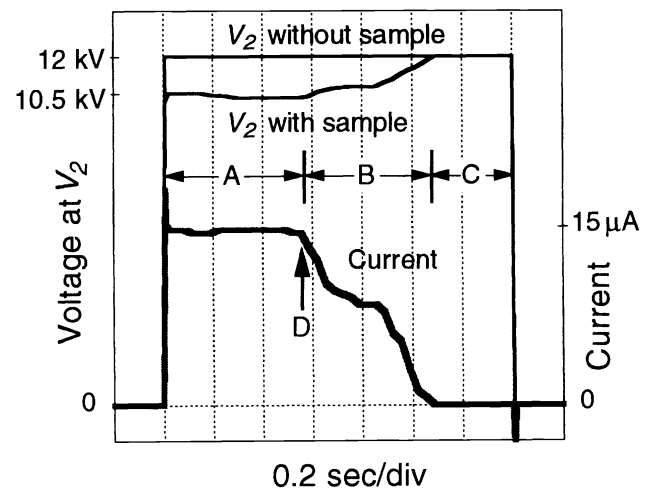 V₂ without sample
12 kV
10.5 kV
V₂ with sample
A B C
15 µA
Current
D
0 0
Voltage at V₂
Current
0.2 sec/div